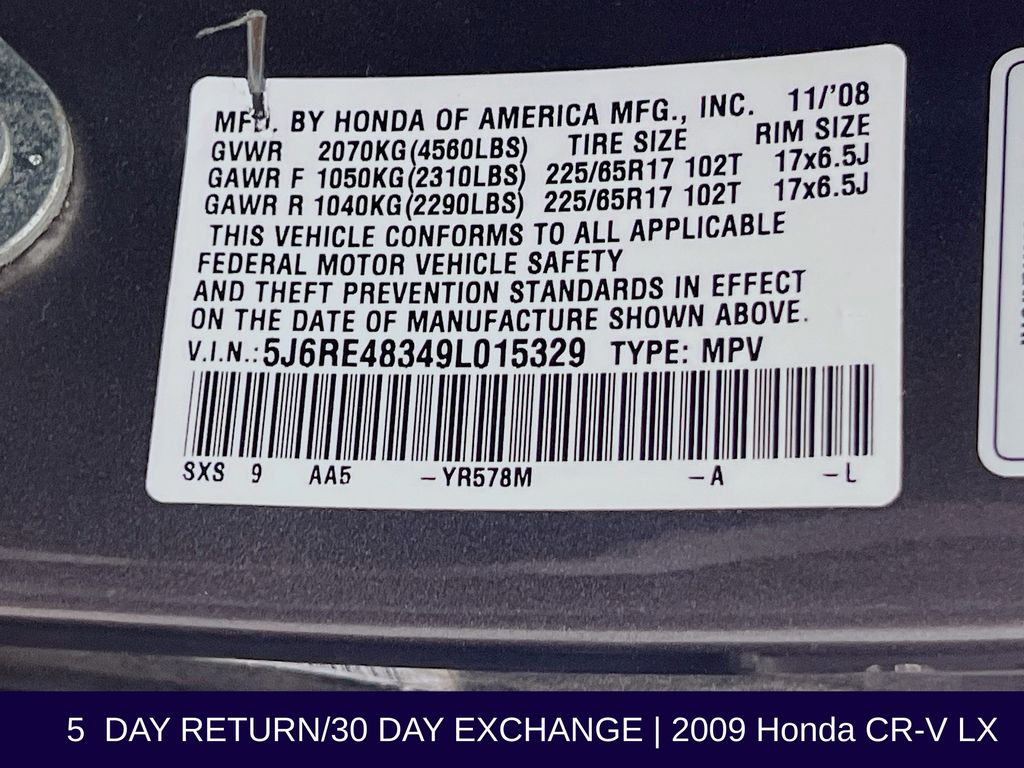 MFD. BY HONDA OF AMERICA MFG., INC. 11/'08
GVWR 2070KG(4560LBS) TIRE SIZE RIM SIZE
GAWR F 1050KG(2310LBS) 225/65R17 102T 17x6.5J
GAWR R 1040KG(2290LBS) 225/65R17 102T 17x6.5J
THIS VEHICLE CONFORMS TO ALL APPLICABLE
FEDERAL MOTOR VEHICLE SAFETY
AND THEFT PREVENTION STANDARDS IN EFFECT
ON THE DATE OF MANUFACTURE SHOWN ABOVE.
V.I.N.: 5J6RE48349L015329 TYPE: MPV
SXS 9 AA5 -YR578M -A -L
5 DAY RETURN/30 DAY EXCHANGE | 2009 Honda CR-V LX